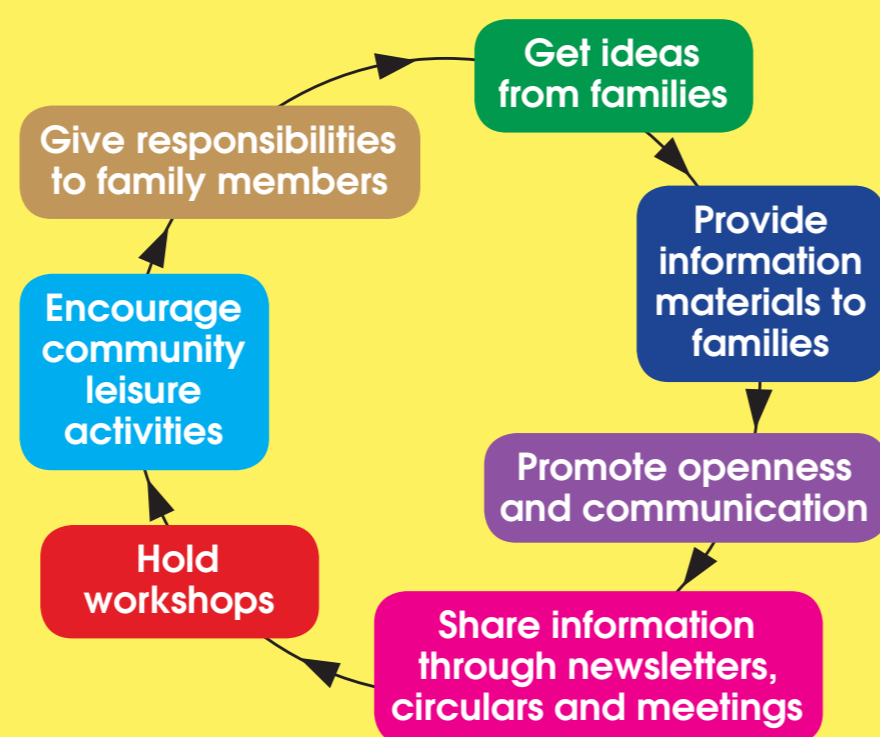 Get ideas
from families
Provide
information
materials to
families
Promote openness
and communication
Share information
through newsletters,
circulars and meetings
Hold
workshops
Encourage
community
leisure
activities
Give responsibilities
to family members